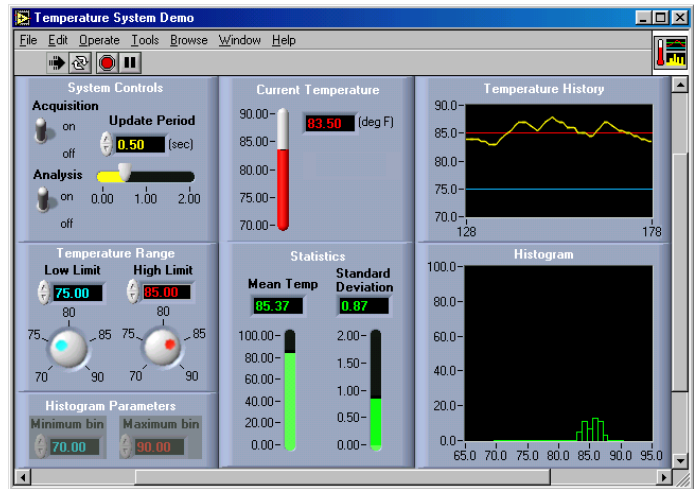 Temperature System Demo
File Edit Operate Tools Browse Window Help
System Controls
Acquisition
on
off
Update Period
0.50 (sec)
Analysis
on
off
0.00 1.00 2.00
Current Temperature
90.00
85.00
80.00
75.00
70.00
83.50 (deg F)
Temperature History
90.0
85.0
80.0
75.0
70.0
128 178
Temperature Range
Low Limit High Limit
75.00 85.00
80 80
75 85 75 85
70 90 70 90
Histogram Parameters
Minimum bin Maximum bin
70.00 90.00
Statistics
Mean Temp
Standard
Deviation
85.37 0.87
100.00 2.00
80.00 1.50
60.00 1.00
40.00 0.50
20.00
0.00 0.00
Histogram
100.0
80.0
60.0
40.0
20.0
0.0
65.0 70.0 75.0 80.0 85.0 90.0 95.0